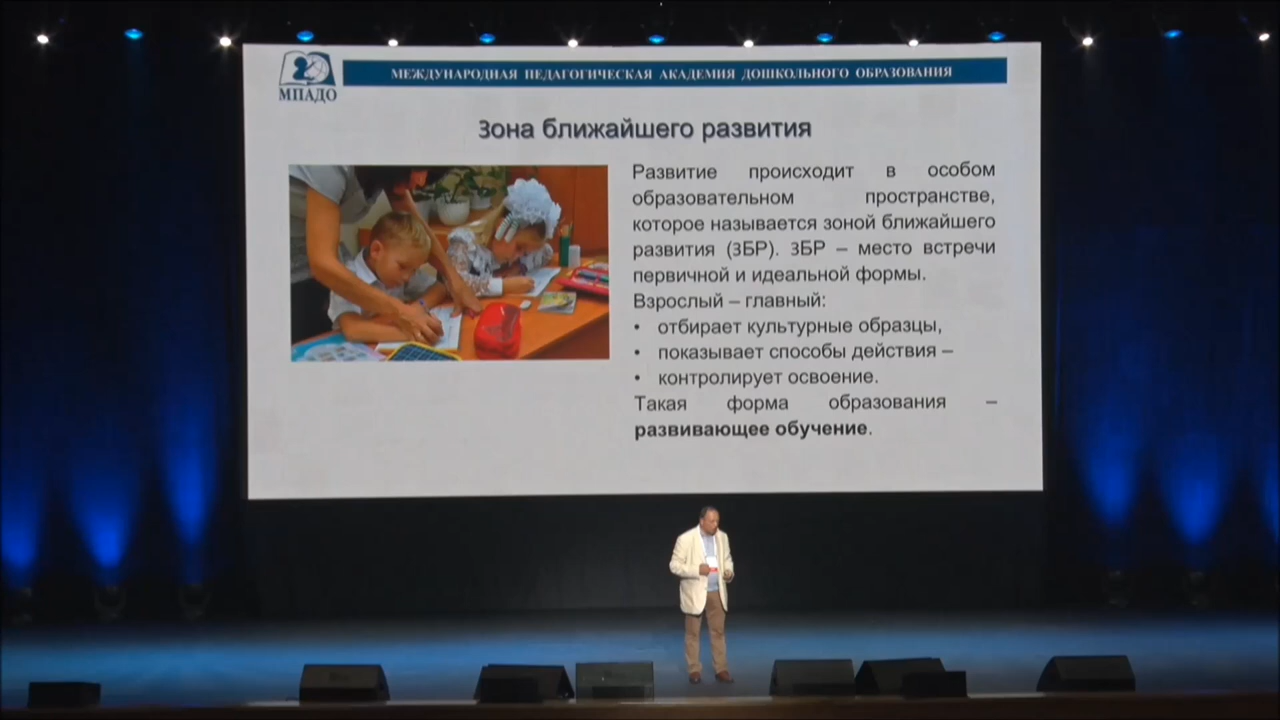 МЕЖДУНАРОДНАЯ ПЕДАГОГИЧЕСКАЯ АКАДЕМИЯ ДОШКОЛЬНОГО ОБРАЗОВАНИЯ
МПАДО
Зона ближайшего развития
Развитие происходит в особом
образовательном пространстве,
которое называется зоной ближайшего
развития (ЗБР). ЗБР – место встречи
первичной и идеальной формы.
Взрослый – главный:
• отбирает культурные образцы,
• показывает способы действия –
• контролирует освоение.
Такая форма образования –
развивающее обучение.